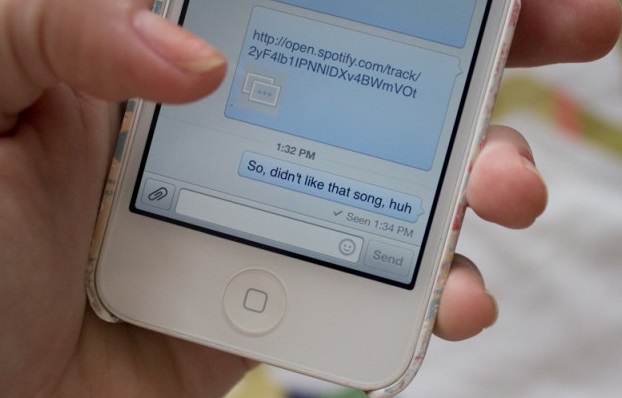 http://open.spotify.com/track/
2yF4lb1IPNNIDXv4BWmVOt
1:32 PM
So, didn't like that song, huh
✓ Seen 1:34 PM
Send